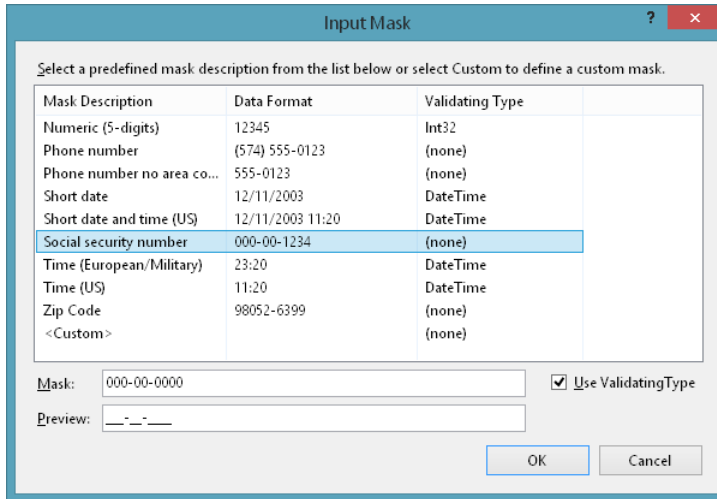 Input Mask
? ×
Select a predefined mask description from the list below or select Custom to define a custom mask.
Mask Description Data Format Validating Type
Numeric (5-digits) 12345 Int32
Phone number (574) 555-0123 (none)
Phone number no area co... 555-0123 (none)
Short date 12/11/2003 DateTime
Short date and time (US) 12/11/2003 11:20 DateTime
Social security number 000-00-1234 (none)
Time (European/Military) 23:20 DateTime
Time (US) 11:20 DateTime
Zip Code 98052-6399 (none)
<Custom> (none)
Mask: 000-00-0000 Use ValidatingType
Preview: ___-__-____
OK Cancel